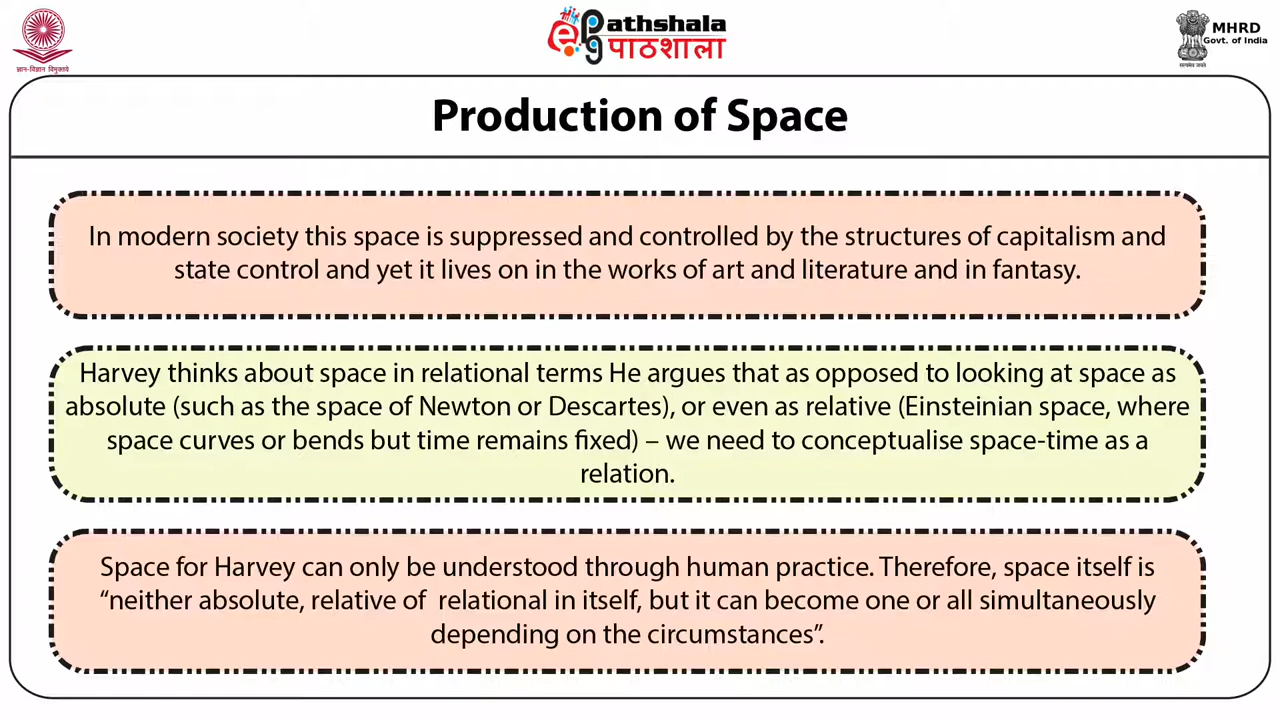 ePathshala
पाठशाला
MHRD
Govt. of India
ज्ञान-विज्ञान विमुक्तये
सत्यमेव जयते
Production of Space
In modern society this space is suppressed and controlled by the structures of capitalism and
state control and yet it lives on in the works of art and literature and in fantasy.
Harvey thinks about space in relational terms He argues that as opposed to looking at space as
absolute (such as the space of Newton or Descartes), or even as relative (Einsteinian space, where
space curves or bends but time remains fixed) – we need to conceptualise space-time as a
relation.
Space for Harvey can only be understood through human practice. Therefore, space itself is
“neither absolute, relative of  relational in itself, but it can become one or all simultaneously
depending on the circumstances”.